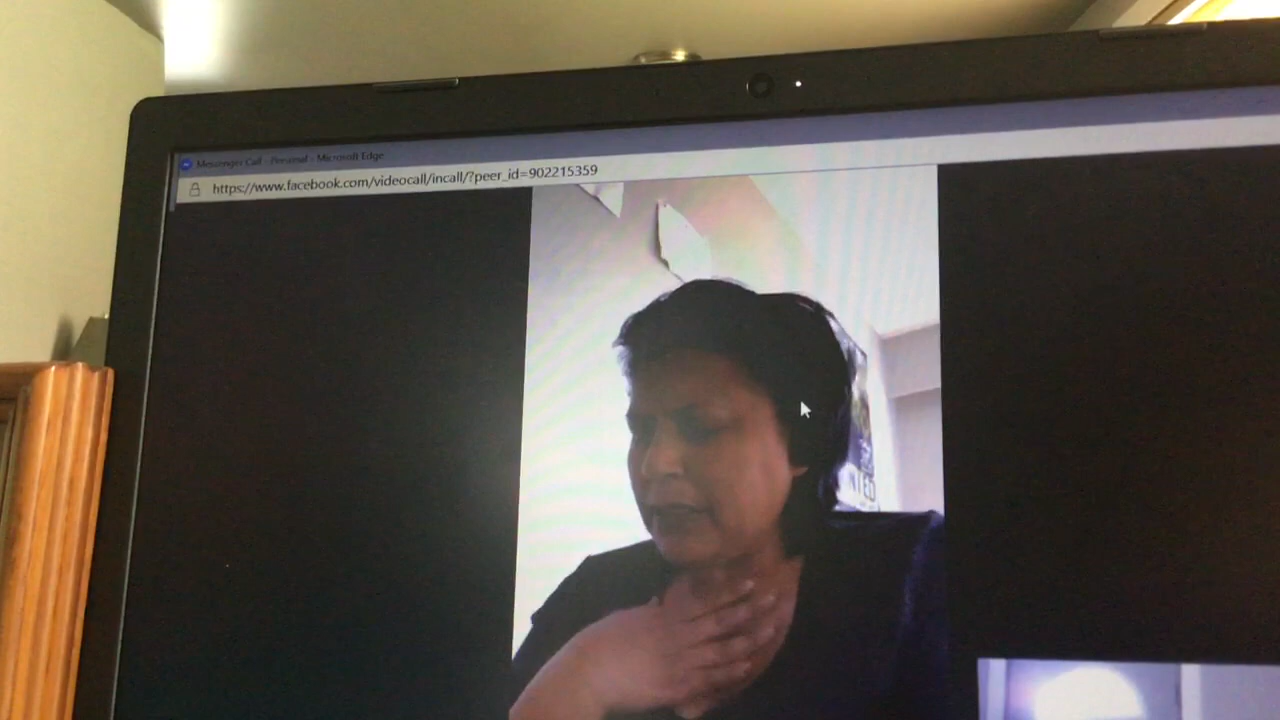 Messenger Call - Personal - Microsoft Edge
https://www.facebook.com/videocall/incall/?peer_id=902215359